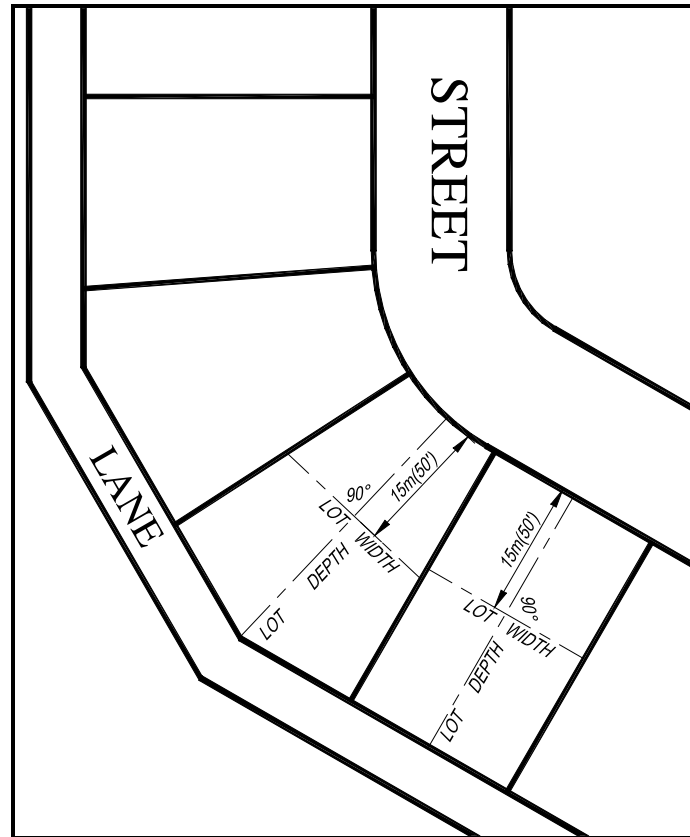 STREET
LANE
90°
15m(50')
LOT WIDTH
LOT DEPTH
15m(50')
90°
LOT WIDTH
LOT DEPTH